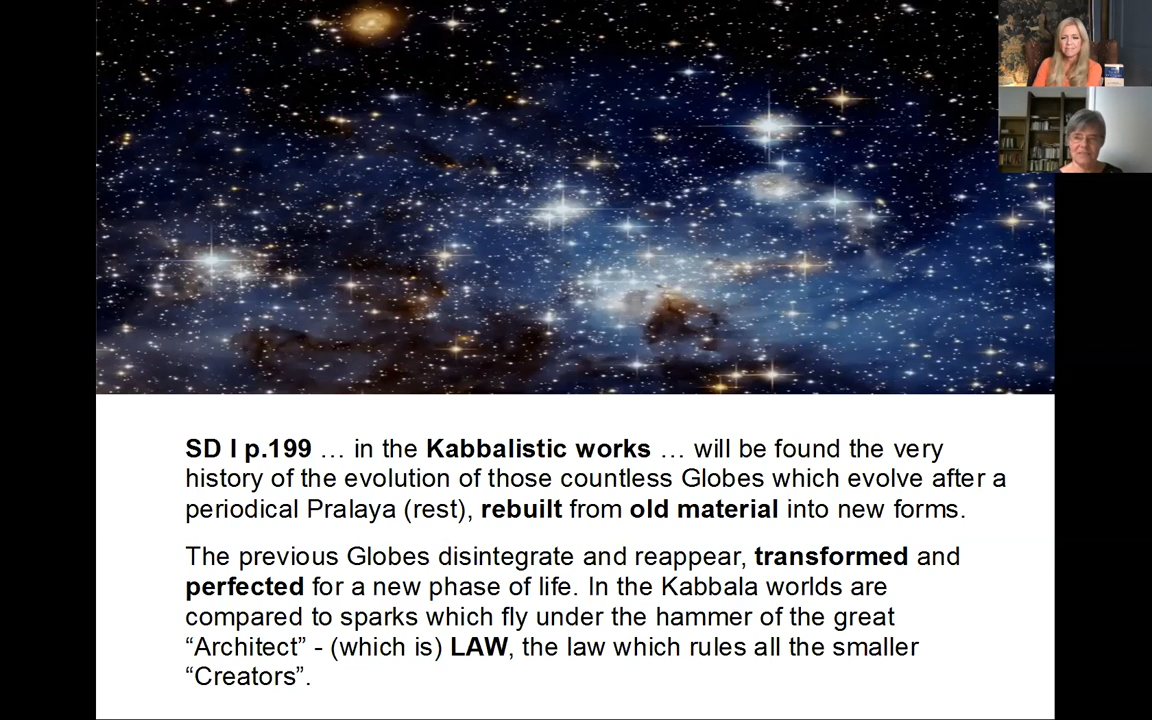 SD I p.199 … in the Kabbalistic works … will be found the very
history of the evolution of those countless Globes which evolve after a
periodical Pralaya (rest), rebuilt from old material into new forms.
The previous Globes disintegrate and reappear, transformed and
perfected for a new phase of life. In the Kabbala worlds are
compared to sparks which fly under the hammer of the great
“Architect” - (which is) LAW, the law which rules all the smaller
“Creators”.